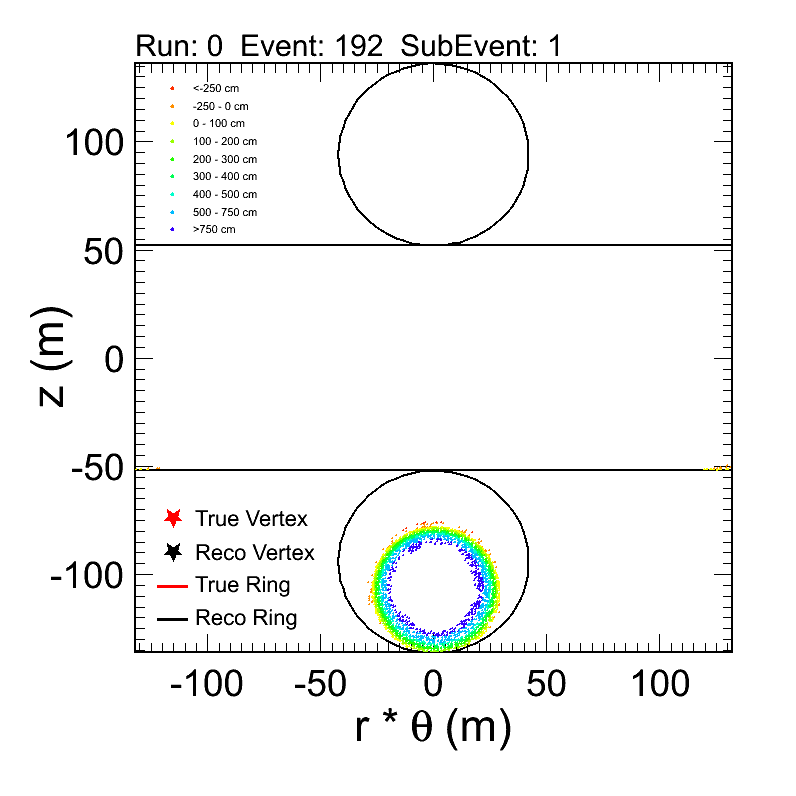 Run: 0 Event: 192 SubEvent: 1
<-250 cm
-250 - 0 cm
0 - 100 cm
100 - 200 cm
200 - 300 cm
300 - 400 cm
400 - 500 cm
500 - 750 cm
>750 cm
100
50
0
-50
-100
z (m)
True Vertex
Reco Vertex
True Ring
Reco Ring
-100 -50 0 50 100
r * θ (m)